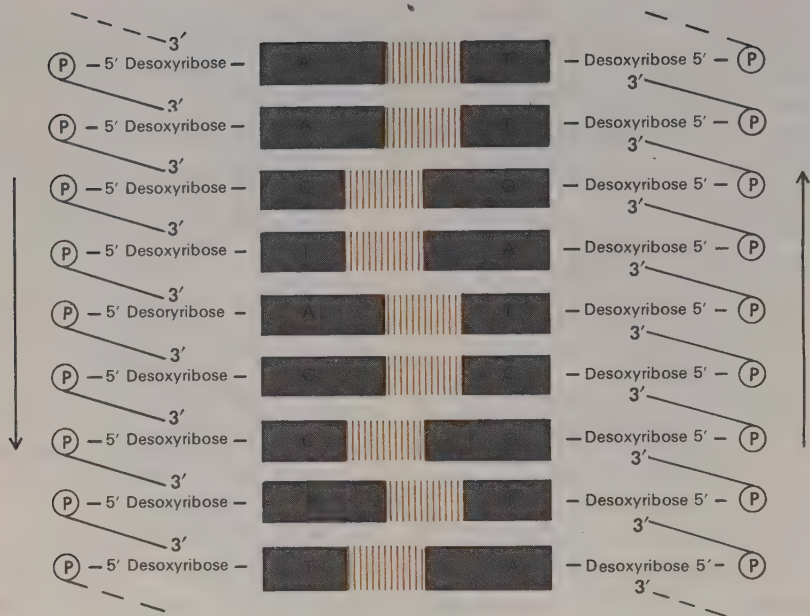 3′
P — 5′ Desoxyribose — A T — Desoxyribose 5′ — P
3′ 3′
P — 5′ Desoxyribose — A T — Desoxyribose 5′ — P
3′ 3′
P — 5′ Desoxyribose — C G — Desoxyribose 5′ — P
3′ 3′
P — 5′ Desoxyribose — T A — Desoxyribose 5′ — P
3′ 3′
P — 5′ Desoryribose — A T — Desoxyribose 5′ — P
3′ 3′
P — 5′ Desoxyribose — G C — Desoxyribose 5′ — P
3′ 3′
P — 5′ Desoxyribose — C — Desoxyribose 5′ — P
3′ 3′
P — 5′ Desoxyribose — T — Desoxyribose 5′ — P
3′ 3′
P — 5′ Desoxyribose — T A — Desoxyribose 5′ — P
3′